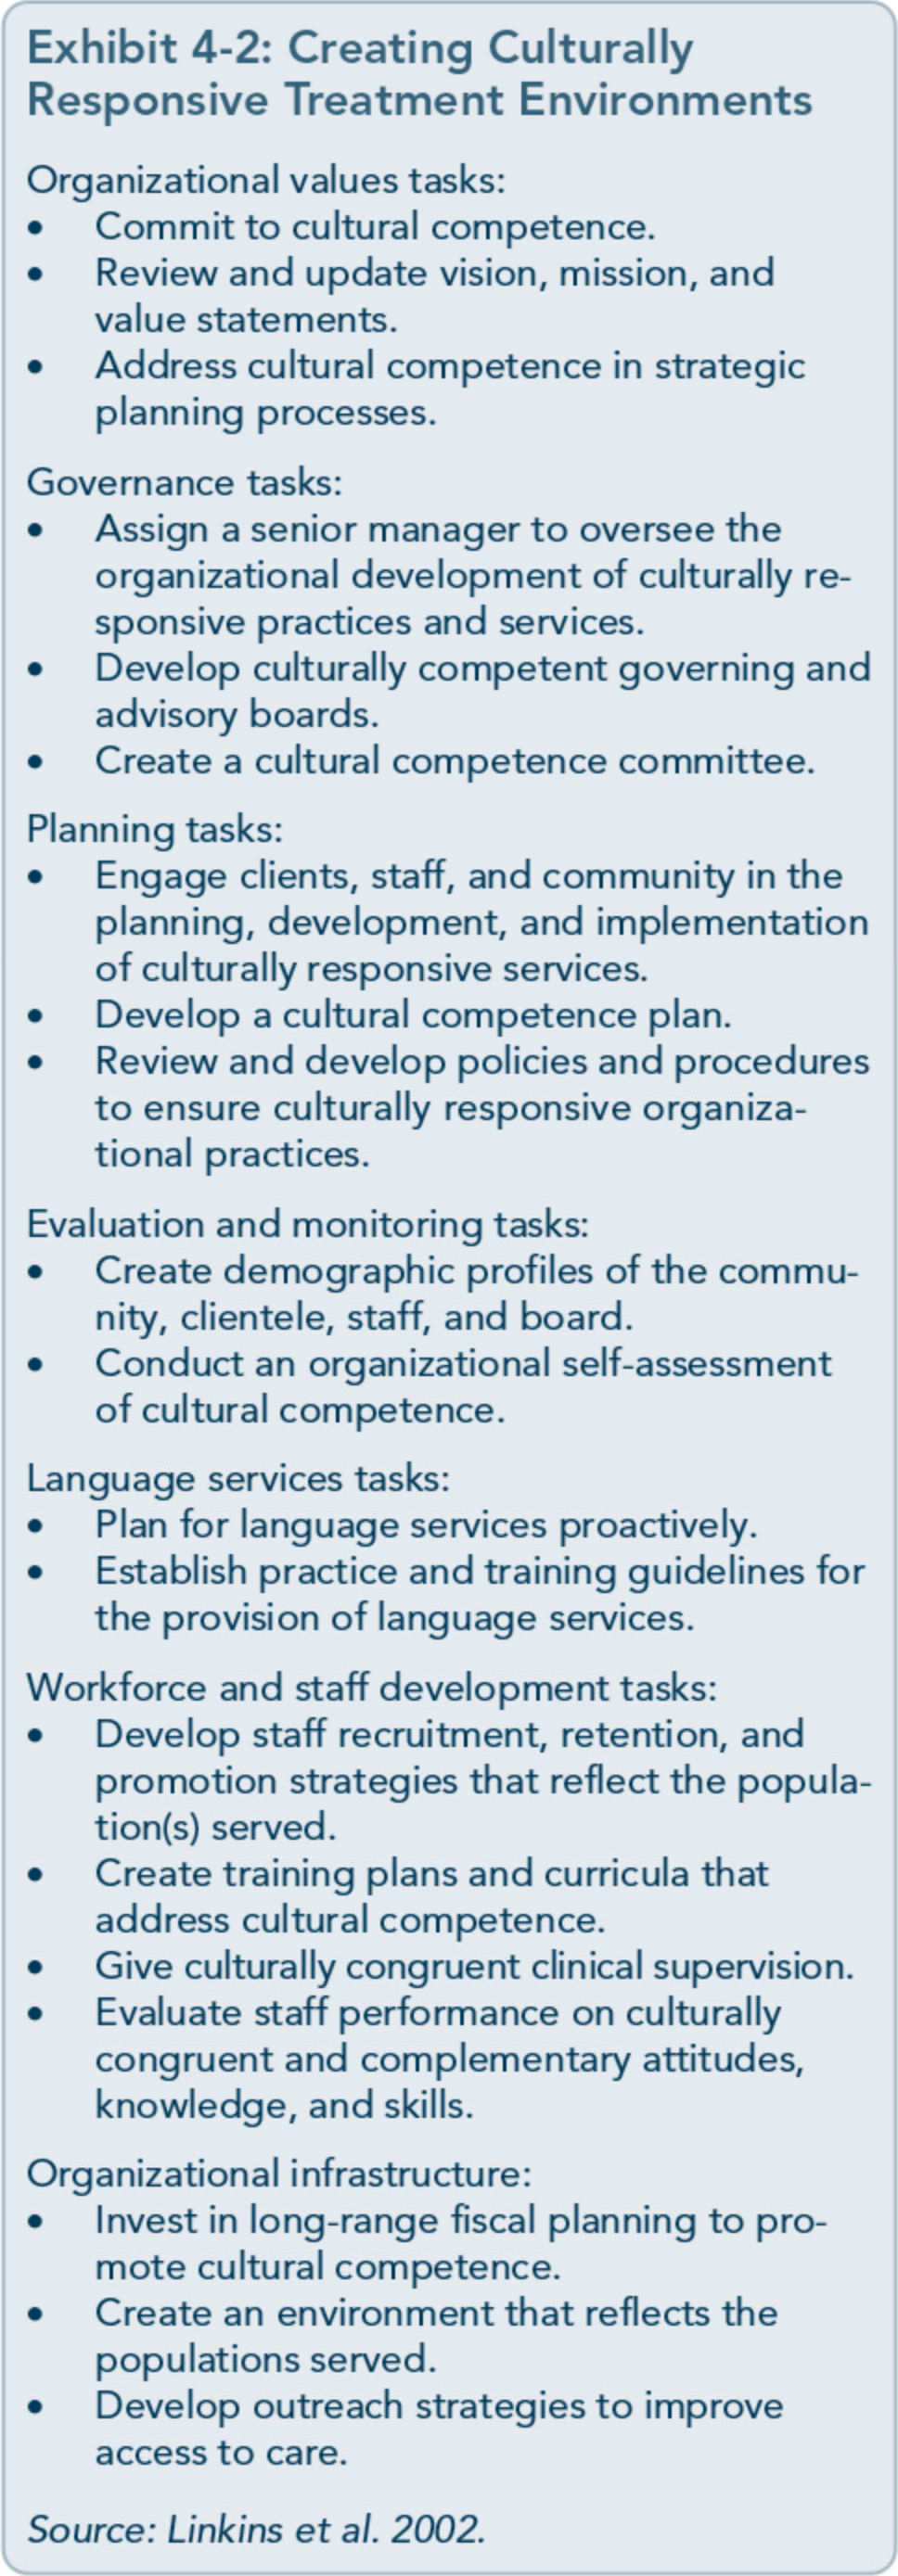 Exhibit 4-2: Creating Culturally
Responsive Treatment Environments
Organizational values tasks:
• Commit to cultural competence.
• Review and update vision, mission, and
value statements.
• Address cultural competence in strategic
planning processes.
Governance tasks:
• Assign a senior manager to oversee the
organizational development of culturally re-
sponsive practices and services.
• Develop culturally competent governing and
advisory boards.
• Create a cultural competence committee.
Planning tasks:
• Engage clients, staff, and community in the
planning, development, and implementation
of culturally responsive services.
• Develop a cultural competence plan.
• Review and develop policies and procedures
to ensure culturally responsive organiza-
tional practices.
Evaluation and monitoring tasks:
• Create demographic profiles of the commu-
nity, clientele, staff, and board.
• Conduct an organizational self-assessment
of cultural competence.
Language services tasks:
• Plan for language services proactively.
• Establish practice and training guidelines for
the provision of language services.
Workforce and staff development tasks:
• Develop staff recruitment, retention, and
promotion strategies that reflect the popula-
tion(s) served.
• Create training plans and curricula that
address cultural competence.
• Give culturally congruent clinical supervision.
• Evaluate staff performance on culturally
congruent and complementary attitudes,
knowledge, and skills.
Organizational infrastructure:
• Invest in long-range fiscal planning to pro-
mote cultural competence.
• Create an environment that reflects the
populations served.
• Develop outreach strategies to improve
access to care.
Source: Linkins et al. 2002.